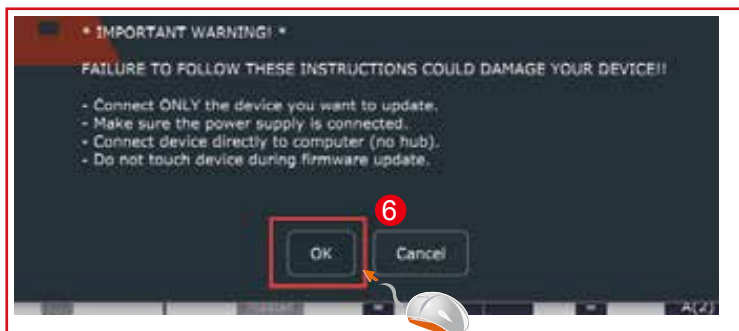 * IMPORTANT WARNING! *
FAILURE TO FOLLOW THESE INSTRUCTIONS COULD DAMAGE YOUR DEVICE!!
- Connect ONLY the device you want to update.
- Make sure the power supply is connected.
- Connect device directly to computer (no hub).
- Do not touch device during firmware update.
6
OK Cancel
A(2)